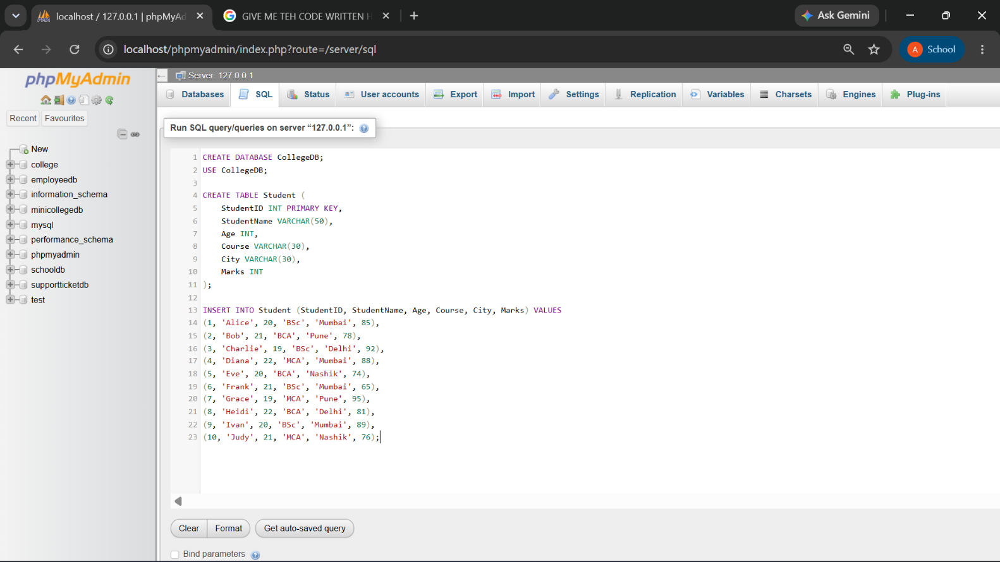 localhost / 127.0.0.1 | phpMyAd
GIVE ME TEH CODE WRITTEN H
Ask Gemini
localhost/phpmyadmin/index.php?route=/server/sql
A School
phpMyAdmin
Server: 127.0.0.1
Databases SQL Status User accounts Export Import Settings Replication Variables Charsets Engines Plug-ins
Recent Favourites
New
college
employeedb
information_schema
minicollegedb
mysql
performance_schema
phpmyadmin
schooldb
supportticketdb
test
Run SQL query/queries on server “127.0.0.1”:
1 CREATE DATABASE CollegeDB;
2 USE CollegeDB;
3
4 CREATE TABLE Student (
5 StudentID INT PRIMARY KEY,
6 StudentName VARCHAR(50),
7 Age INT,
8 Course VARCHAR(30),
9 City VARCHAR(30),
10 Marks INT
11 );
12
13 INSERT INTO Student (StudentID, StudentName, Age, Course, City, Marks) VALUES
14 (1, 'Alice', 20, 'BSc', 'Mumbai', 85),
15 (2, 'Bob', 21, 'BCA', 'Pune', 78),
16 (3, 'Charlie', 19, 'BSc', 'Delhi', 92),
17 (4, 'Diana', 22, 'MCA', 'Mumbai', 88),
18 (5, 'Eve', 20, 'BCA', 'Nashik', 74),
19 (6, 'Frank', 21, 'BSc', 'Mumbai', 65),
20 (7, 'Grace', 19, 'MCA', 'Pune', 95),
21 (8, 'Heidi', 22, 'BCA', 'Delhi', 81),
22 (9, 'Ivan', 20, 'BSc', 'Mumbai', 89),
23 (10, 'Judy', 21, 'MCA', 'Nashik', 76);
Clear Format Get auto-saved query
Bind parameters